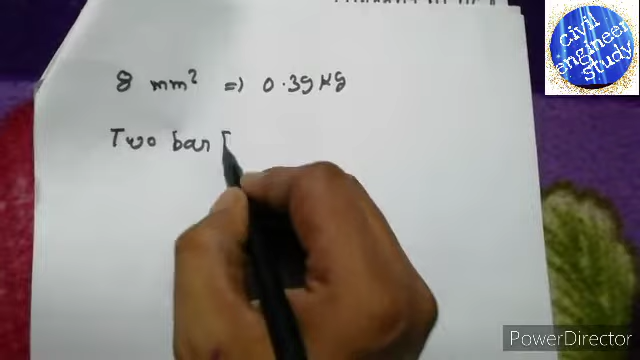 civil
engineer
study
8 mm² => 0.39 Kg
Two bar
PowerDirector